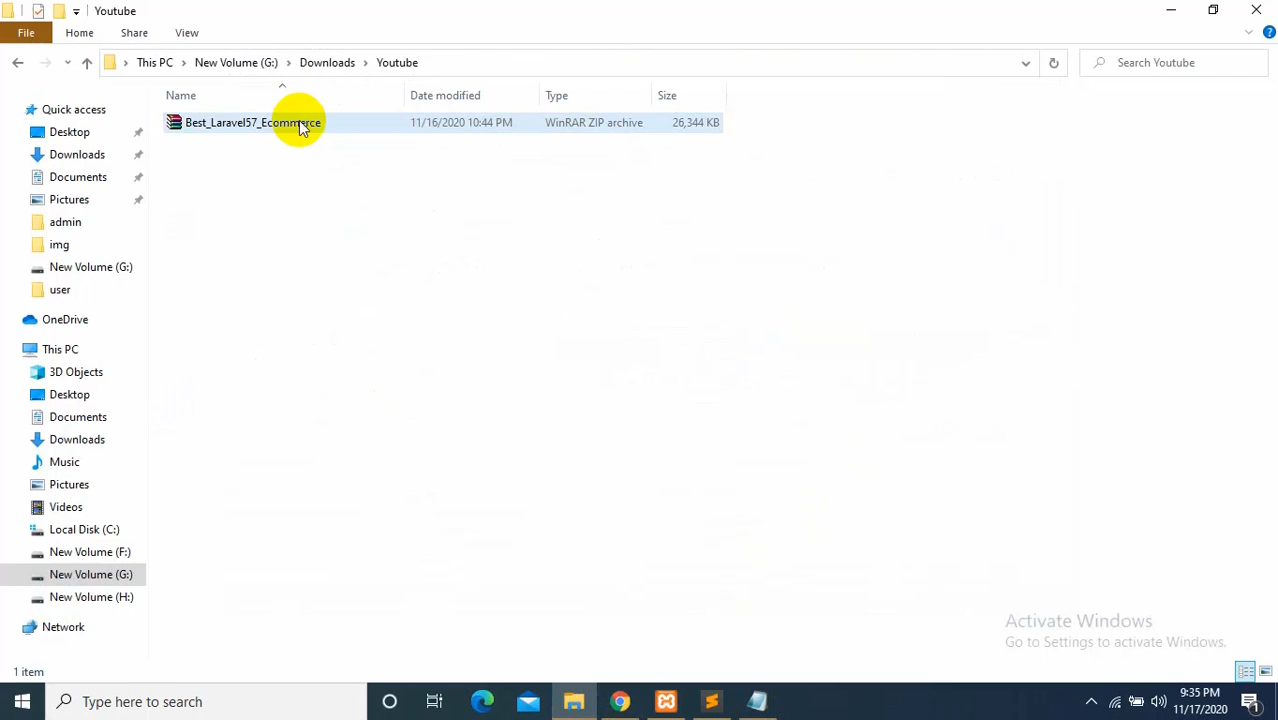 Youtube
File Home Share View
This PC New Volume (G:) Downloads Youtube Search Youtube
Name Date modified Type Size
Best_Laravel57_Ecommerce 11/16/2020 10:44 PM WinRAR ZIP archive 26,344 KB
Quick access
Desktop
Downloads
Documents
Pictures
admin
img
New Volume (G:)
user
OneDrive
This PC
3D Objects
Desktop
Documents
Downloads
Music
Pictures
Videos
Local Disk (C:)
New Volume (F:)
New Volume (G:)
New Volume (H:)
Network
Activate Windows
Go to Settings to activate Windows.
1 item
Type here to search
9:35 PM
11/17/2020
1